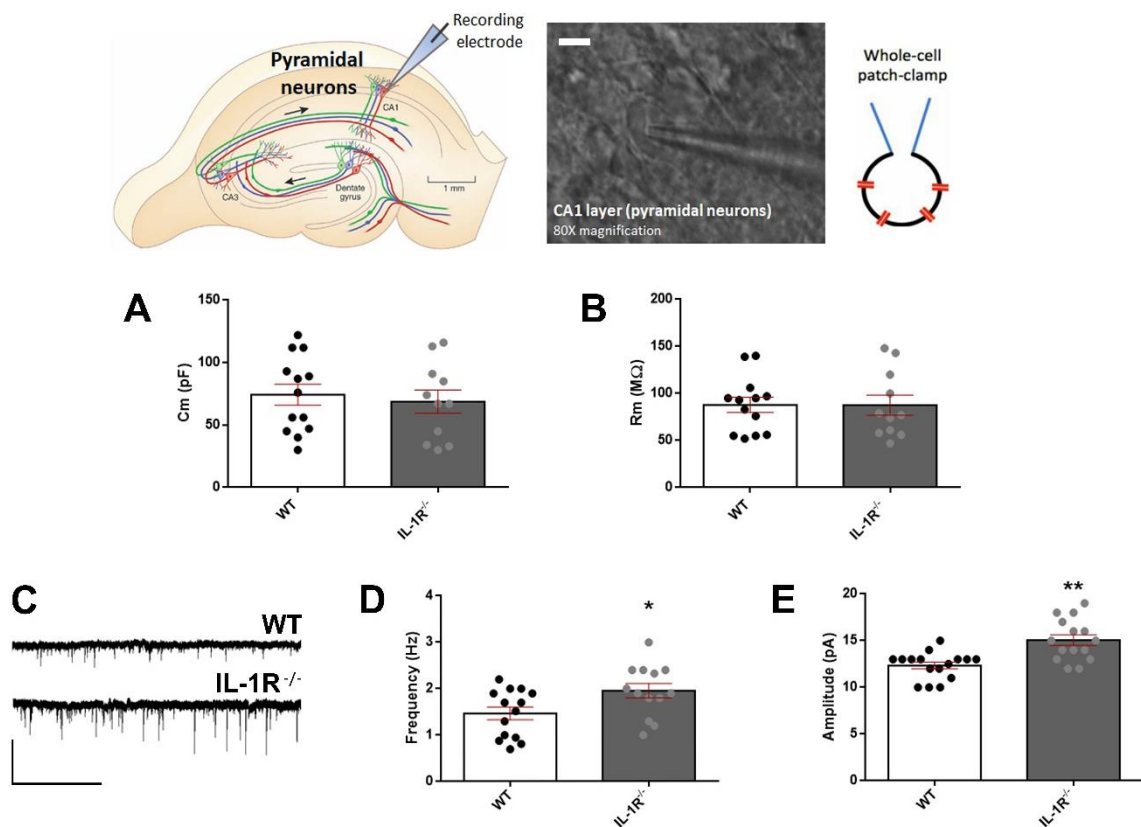 Recording
electrode
Pyramidal
neurons
CA1
CA3
Dentate
gyrus
1 mm
CA1 layer (pyramidal neurons)
80X magnification
Whole-cell
patch-clamp
A
Cm (pF)
150
100
50
0
WT
IL-1R-/-
B
Rm (MΩ)
200
150
100
50
0
WT
IL-1R-/-
C
WT
IL-1R-/-
D
*
Frequency (Hz)
4
3
2
1
0
WT
IL-1R-/-
E
**
Amplitude (pA)
20
15
10
5
0
WT
IL-1R-/-